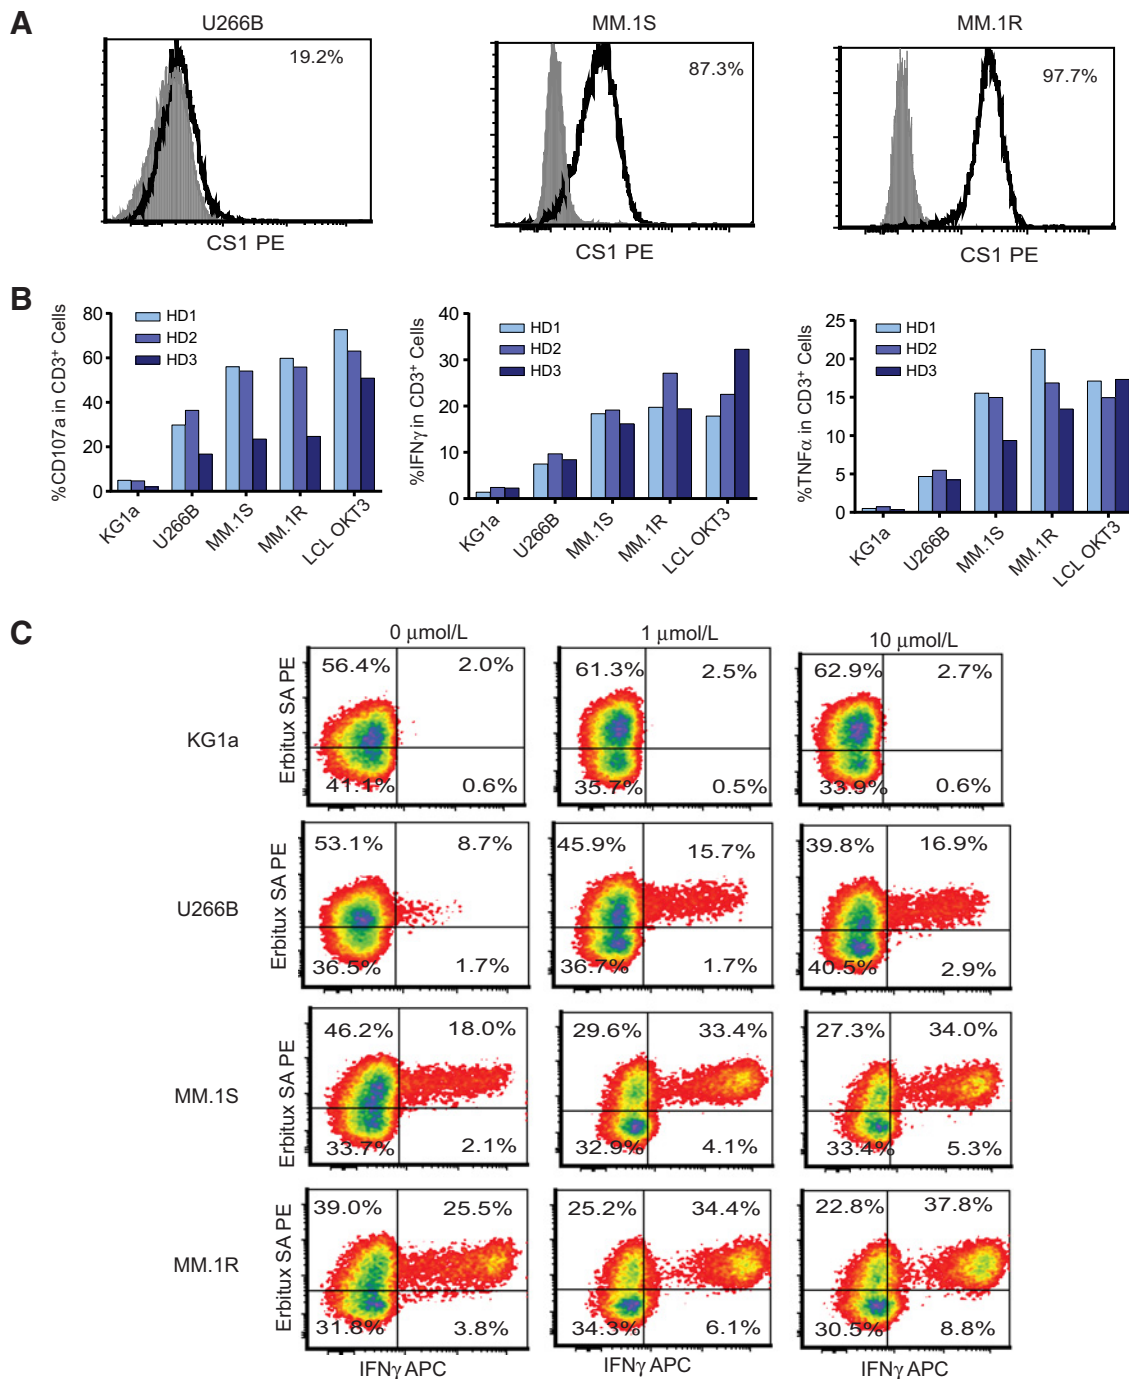 A
U266B
MM.1S
MM.1R
19.2%
87.3%
97.7%
CS1 PE
CS1 PE
CS1 PE
B
%CD107a in CD3+ Cells
80
60
40
20
0
HD1
HD2
HD3
KG1a
U266B
MM.1S
MM.1R
LCL OKT3
%IFNγ in CD3+ Cells
40
30
20
10
0
HD1
HD2
HD3
KG1a
U266B
MM.1S
MM.1R
LCL OKT3
%TNFα in CD3+ Cells
25
20
15
10
5
0
HD1
HD2
HD3
KG1a
U266B
MM.1S
MM.1R
LCL OKT3
C
0 μmol/L
1 μmol/L
10 μmol/L
KG1a
Erbitux SA PE
56.4% 2.0%
41.1% 0.6%
61.3% 2.5%
35.7% 0.5%
62.9% 2.7%
33.9% 0.6%
U266B
Erbitux SA PE
53.1% 8.7%
36.5% 1.7%
45.9% 15.7%
36.7% 1.7%
39.8% 16.9%
40.5% 2.9%
MM.1S
Erbitux SA PE
46.2% 18.0%
33.7% 2.1%
29.6% 33.4%
32.9% 4.1%
27.3% 34.0%
33.4% 5.3%
MM.1R
Erbitux SA PE
39.0% 25.5%
31.8% 3.8%
25.2% 34.4%
34.3% 6.1%
22.8% 37.8%
30.5% 8.8%
IFNγ APC
IFNγ APC
IFNγ APC